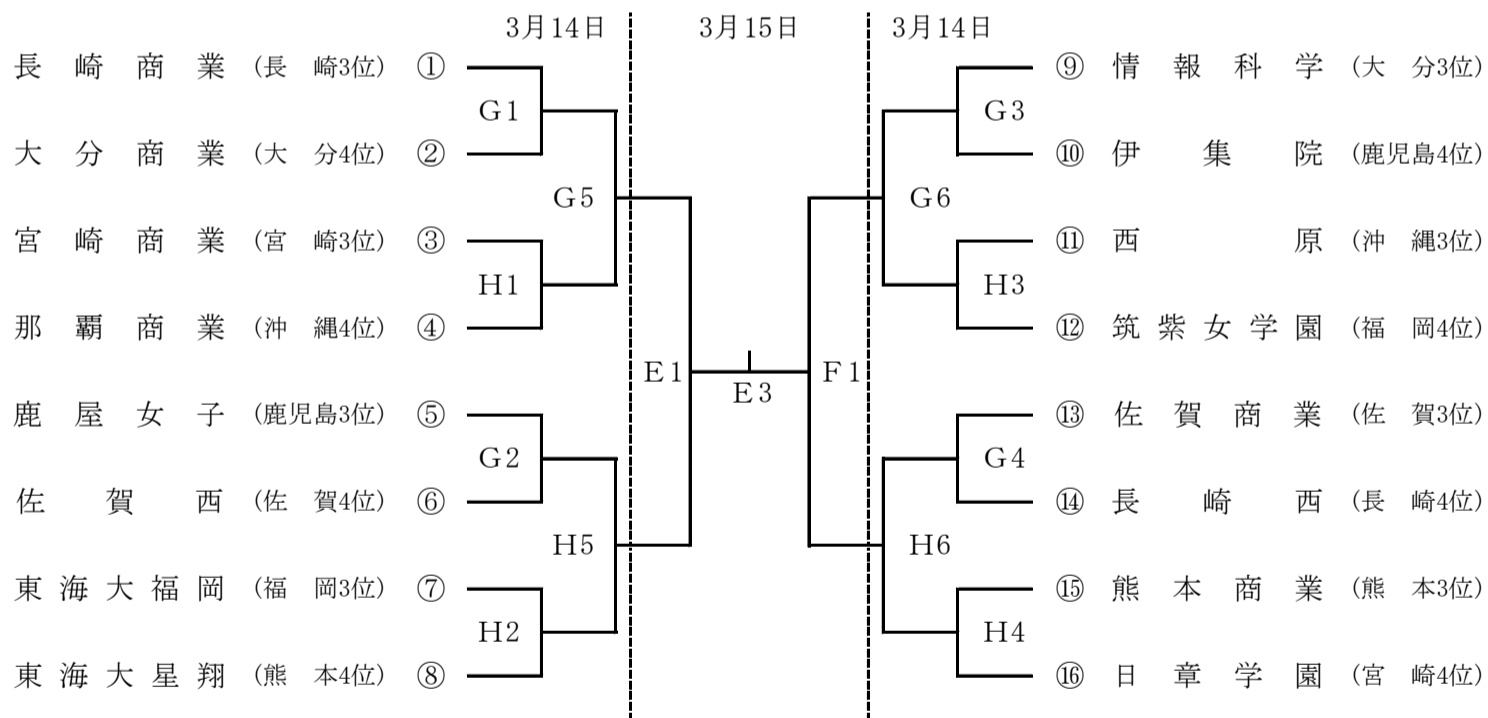 3月14日 3月15日 3月14日
長崎商業 (長 崎3位) ① ⑨ 情報科学 (大 分3位)
G1 G3
大分商業 (大 分4位) ② ⑩ 伊集院 (鹿児島4位)
G5 G6
宮崎商業 (宮 崎3位) ③ ⑪ 西原 (沖 縄3位)
H1 H3
那覇商業 (沖 縄4位) ④ ⑫ 筑紫女学園 (福 岡4位)
E1 E3 F1
鹿屋女子 (鹿児島3位) ⑤ ⑬ 佐賀商業 (佐 賀3位)
G2 G4
佐賀西 (佐 賀4位) ⑥ ⑭ 長崎西 (長 崎4位)
H5 H6
東海大福岡 (福 岡3位) ⑦ ⑮ 熊本商業 (熊 本3位)
H2 H4
東海大星翔 (熊 本4位) ⑧ ⑯ 日章学園 (宮 崎4位)